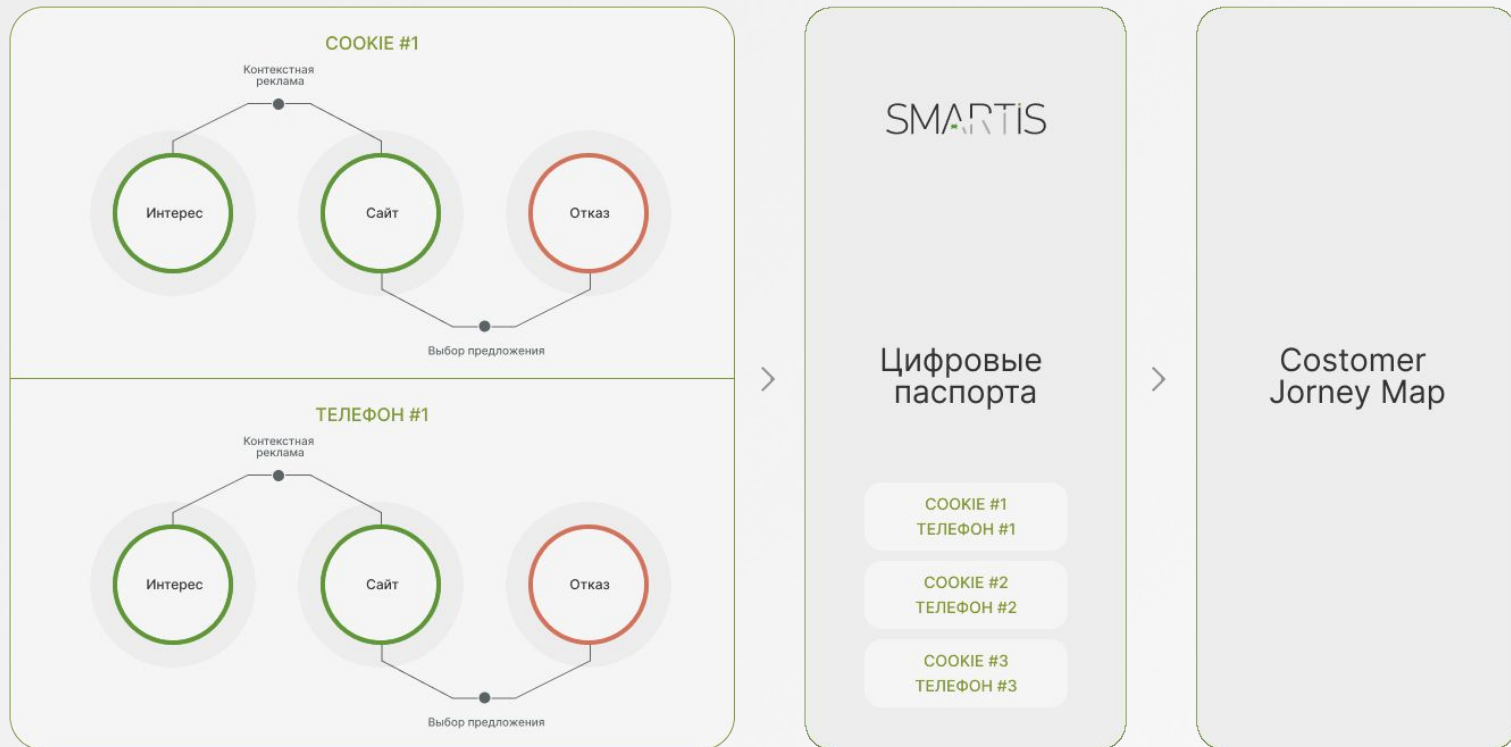 COOKIE #1
Контекстная
реклама
Интерес
Сайт
Отказ
Выбор предложения
ТЕЛЕФОН #1
Контекстная
реклама
Интерес
Сайт
Отказ
Выбор предложения
SMARTiS
Цифровые
паспорта
COOKIE #1
ТЕЛЕФОН #1
COOKIE #2
ТЕЛЕФОН #2
COOKIE #3
ТЕЛЕФОН #3
Costomer
Jorney Map